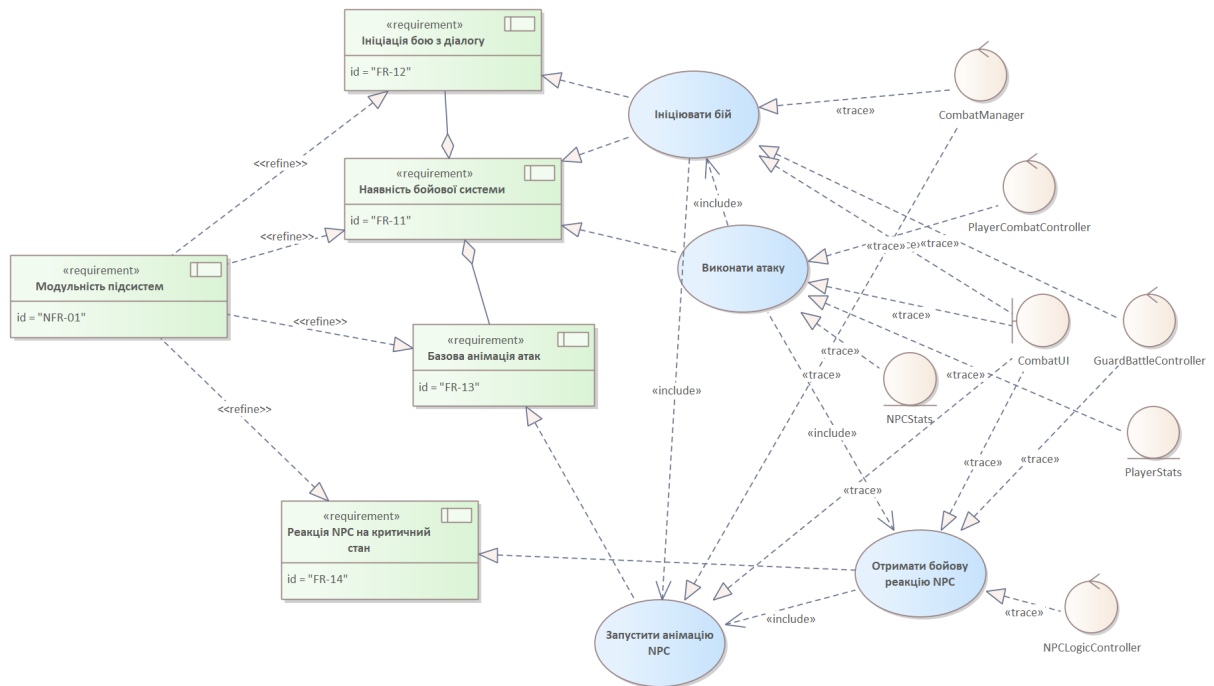 «requirement»
Ініціація бою з діалогу
id = "FR-12"
«requirement»
Наявність бойової системи
id = "FR-11"
«requirement»
Модульність підсистем
id = "NFR-01"
«requirement»
Базова анімація атак
id = "FR-13"
«requirement»
Реакція NPC на критичний
стан
id = "FR-14"
<<refine>>
<<refine>>
<<refine>>
<<refine>>
Ініціювати бій
Виконати атаку
Отримати бойову
реакцію NPC
Запустити анімацію
NPC
«include»
«include»
«include»
«include»
«trace»
CombatManager
PlayerCombatController
«trace»
«trace»
«trace»
CombatUI
GuardBattleController
«trace»
«trace»
«trace»
NPCStats
PlayerStats
«trace»
«trace»
«trace»
«trace»
NPCLogicController